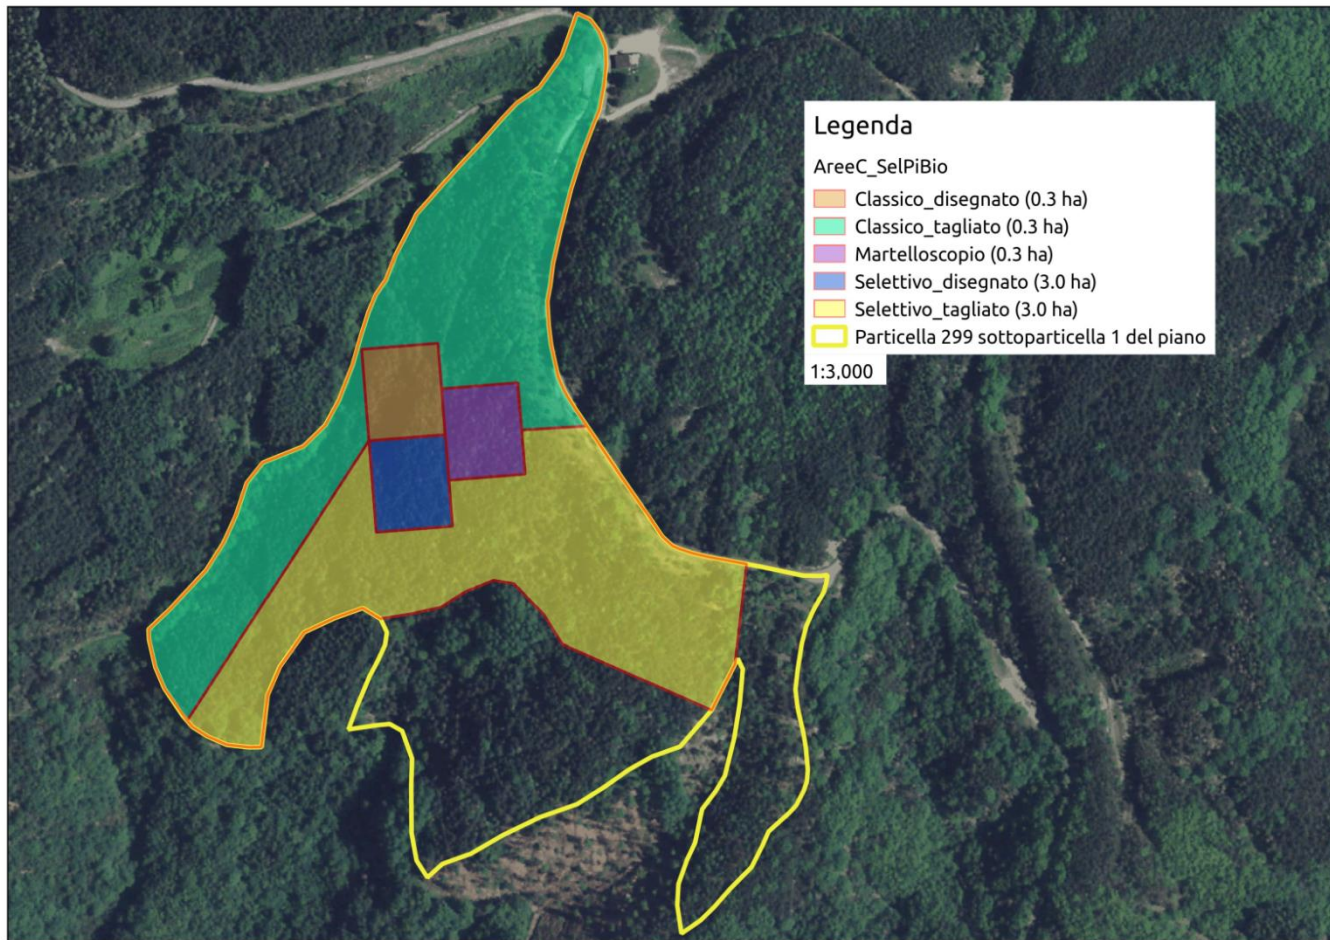 Legenda
AreeC_SelPiBio
Classico_disegnato (0.3 ha)
Classico_tagliato (0.3 ha)
Martelloscopio (0.3 ha)
Selettivo_disegnato (3.0 ha)
Selettivo_tagliato (3.0 ha)
Particella 299 sottoparticella 1 del piano
1:3,000